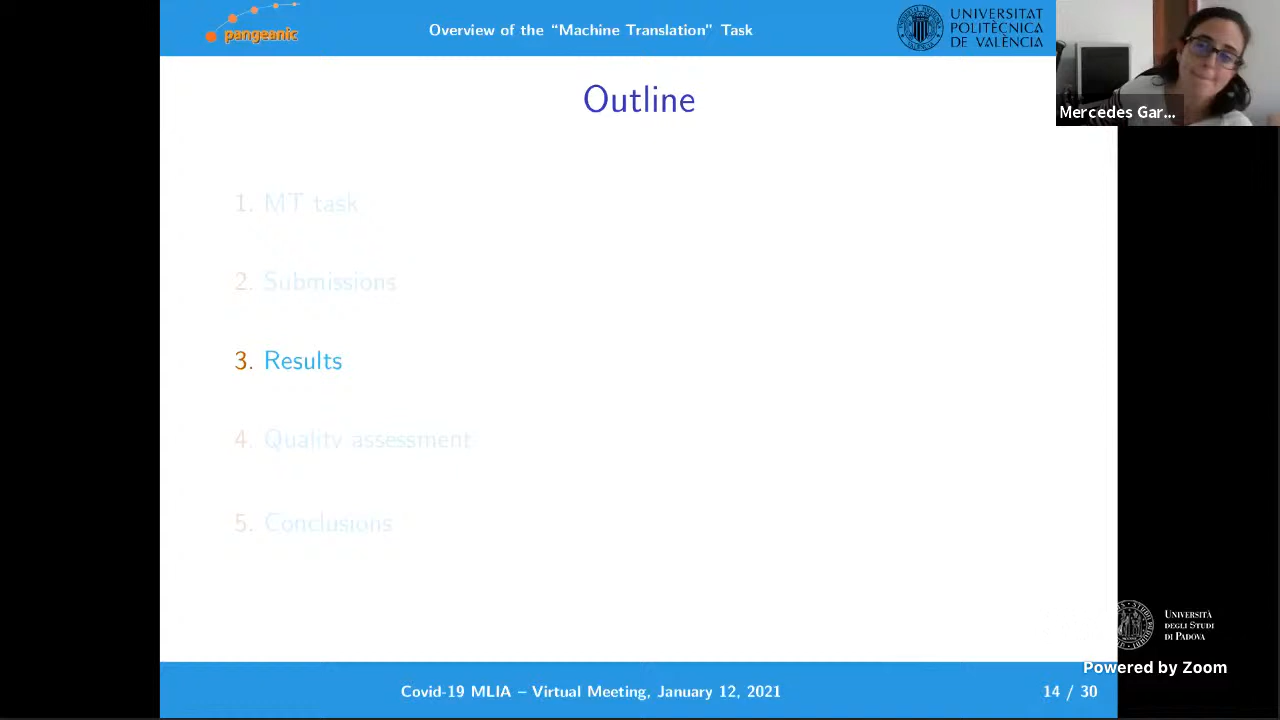 pangeanic
Overview of the “Machine Translation” Task
UNIVERSITAT
POLITÈCNICA
DE VALÈNCIA
Mercedes Gar...
Outline
1. MT task
2. Submissions
3. Results
4. Quality assessment
5. Conclusions
UNIVERSITÀ
DEGLI STUDI
DI PADOVA
Powered by Zoom
Covid-19 MLIA – Virtual Meeting, January 12, 2021
14 / 30